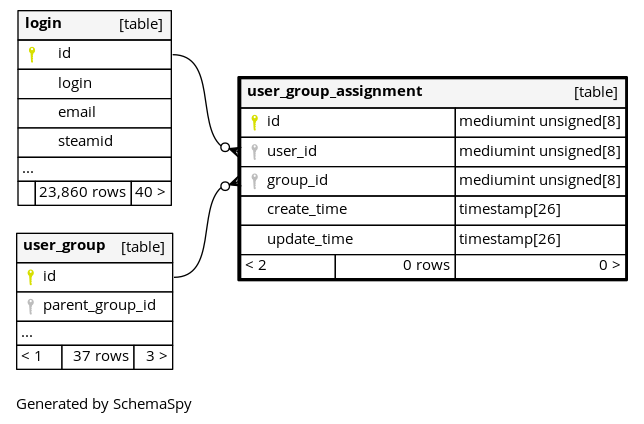 login [table]
id
login
email
steamid
...
23,860 rows 40 >
user_group_assignment [table]
id mediumint unsigned[8]
user_id mediumint unsigned[8]
group_id mediumint unsigned[8]
create_time timestamp[26]
update_time timestamp[26]
< 2 0 rows 0 >
user_group [table]
id
parent_group_id
...
< 1 37 rows 3 >
Generated by SchemaSpy